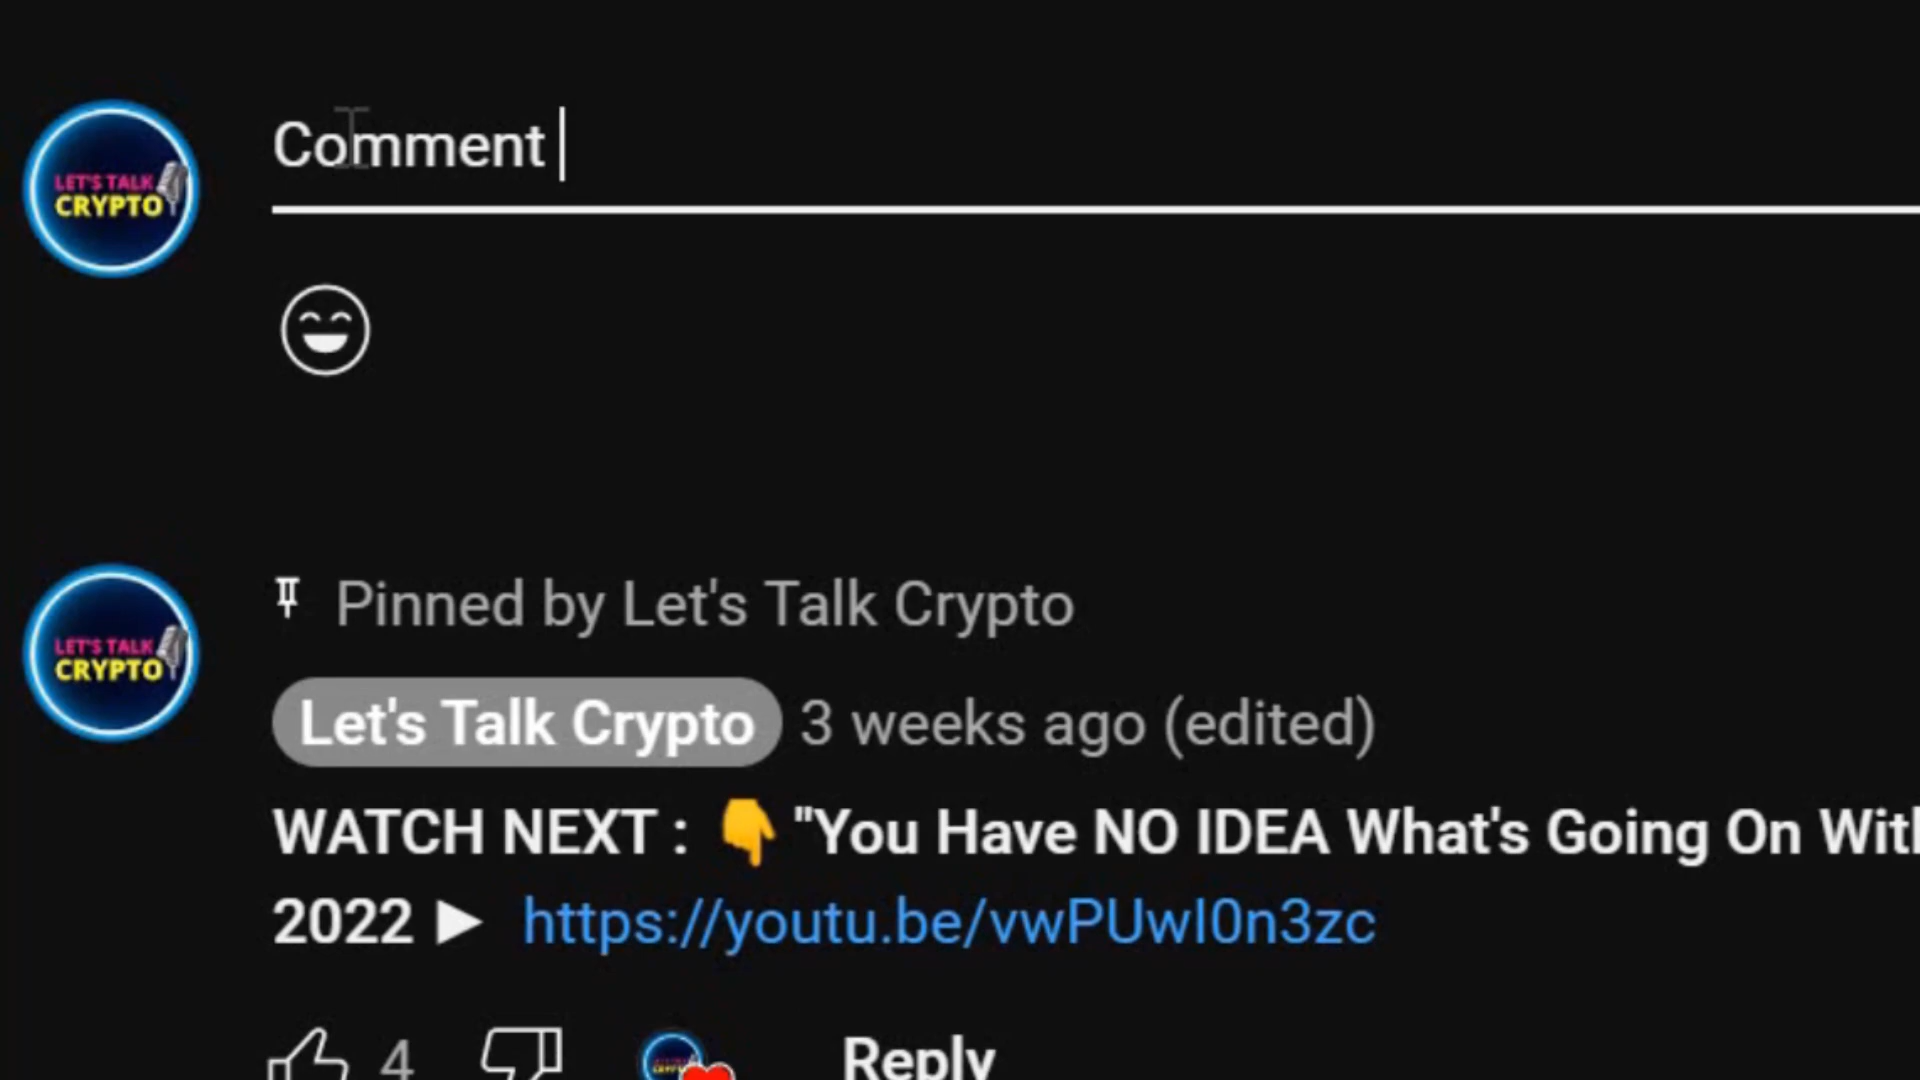 LET'S TALK
CRYPTO
Comment
Pinned by Let's Talk Crypto
LET'S TALK
CRYPTO
Let's Talk Crypto 3 weeks ago (edited)
WATCH NEXT : 👇 "You Have NO IDEA What's Going On With
2022 ▶ https://youtu.be/vwPUwI0n3zc
4 Reply